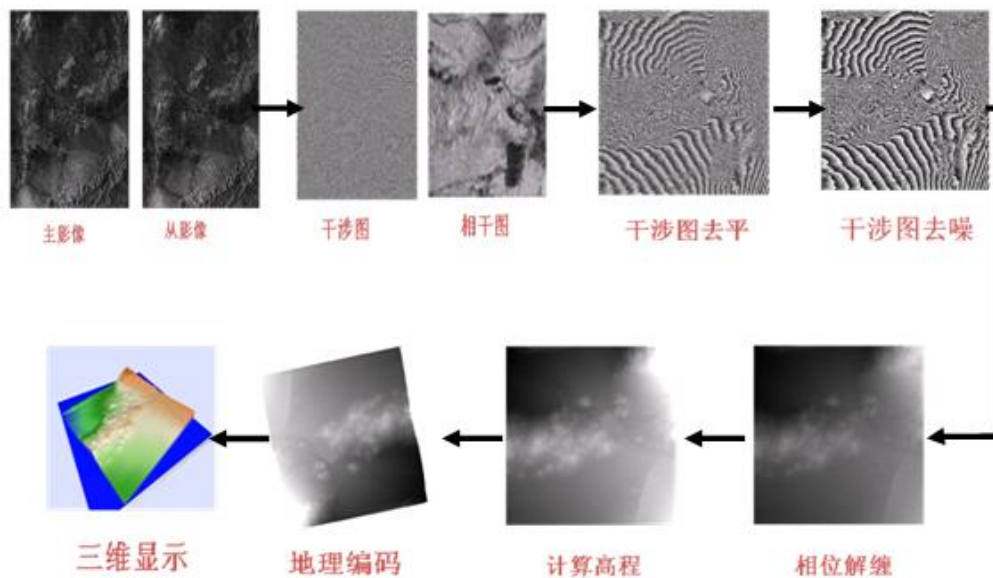 主影像
从影像
干涉图
相干图
干涉图去平
干涉图去噪
三维显示
地理编码
计算高程
相位解缠